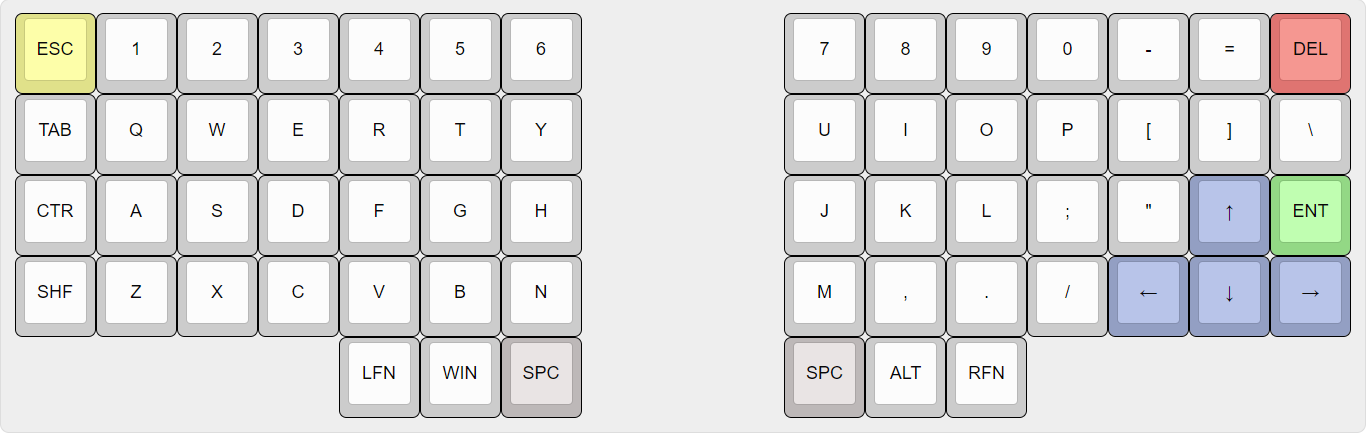 ESC 1 2 3 4 5 6 7 8 9 0 - = DEL
TAB Q W E R T Y U I O P [ ] \
CTR A S D F G H J K L ; " ↑ ENT
SHF Z X C V B N M , . / ← ↓ →
LFN WIN SPC SPC ALT RFN